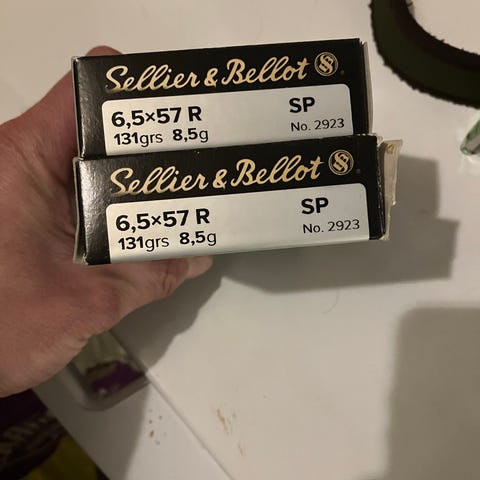 Sellier & Bellot
6,5×57 R SP
131grs 8,5g No. 2923
Sellier & Bellot
6,5×57 R SP
131grs 8,5g No. 2923